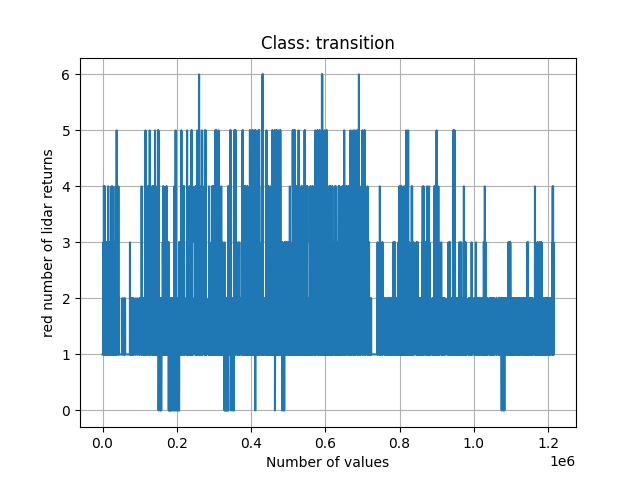 Class: transition
red number of lidar returns
6
5
4
3
2
1
0
0.0 0.2 0.4 0.6 0.8 1.0 1.2
1e6
Number of values